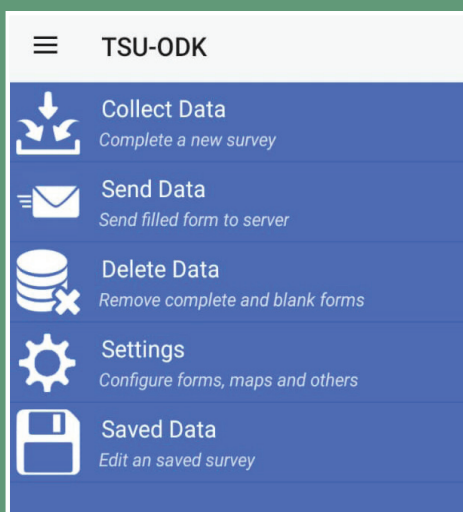 TSU-ODK
Collect Data
Complete a new survey
Send Data
Send filled form to server
Delete Data
Remove complete and blank forms
Settings
Configure forms, maps and others
Saved Data
Edit an saved survey